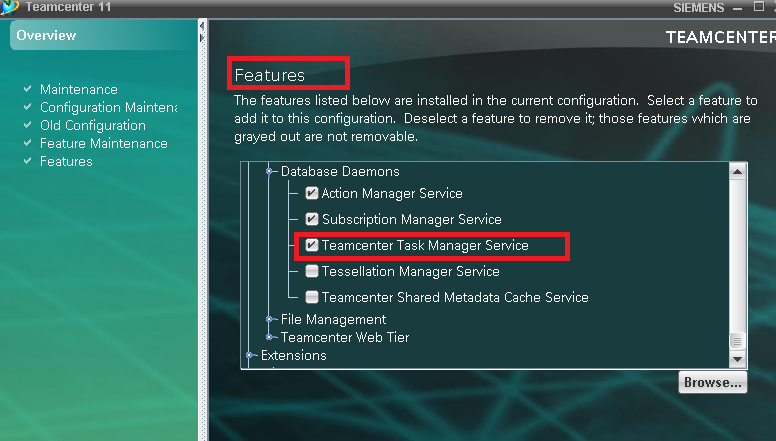 Teamcenter 11
SIEMENS
Overview
TEAMCENTER
Maintenance
Configuration Maintena
Old Configuration
Feature Maintenance
Features
Features
The features listed below are installed in the current configuration. Select a feature to
add it to this configuration. Deselect a feature to remove it; those features which are
grayed out are not removable.
Database Daemons
Action Manager Service
Subscription Manager Service
Teamcenter Task Manager Service
Tessellation Manager Service
Teamcenter Shared Metadata Cache Service
File Management
Teamcenter Web Tier
Extensions
Browse...